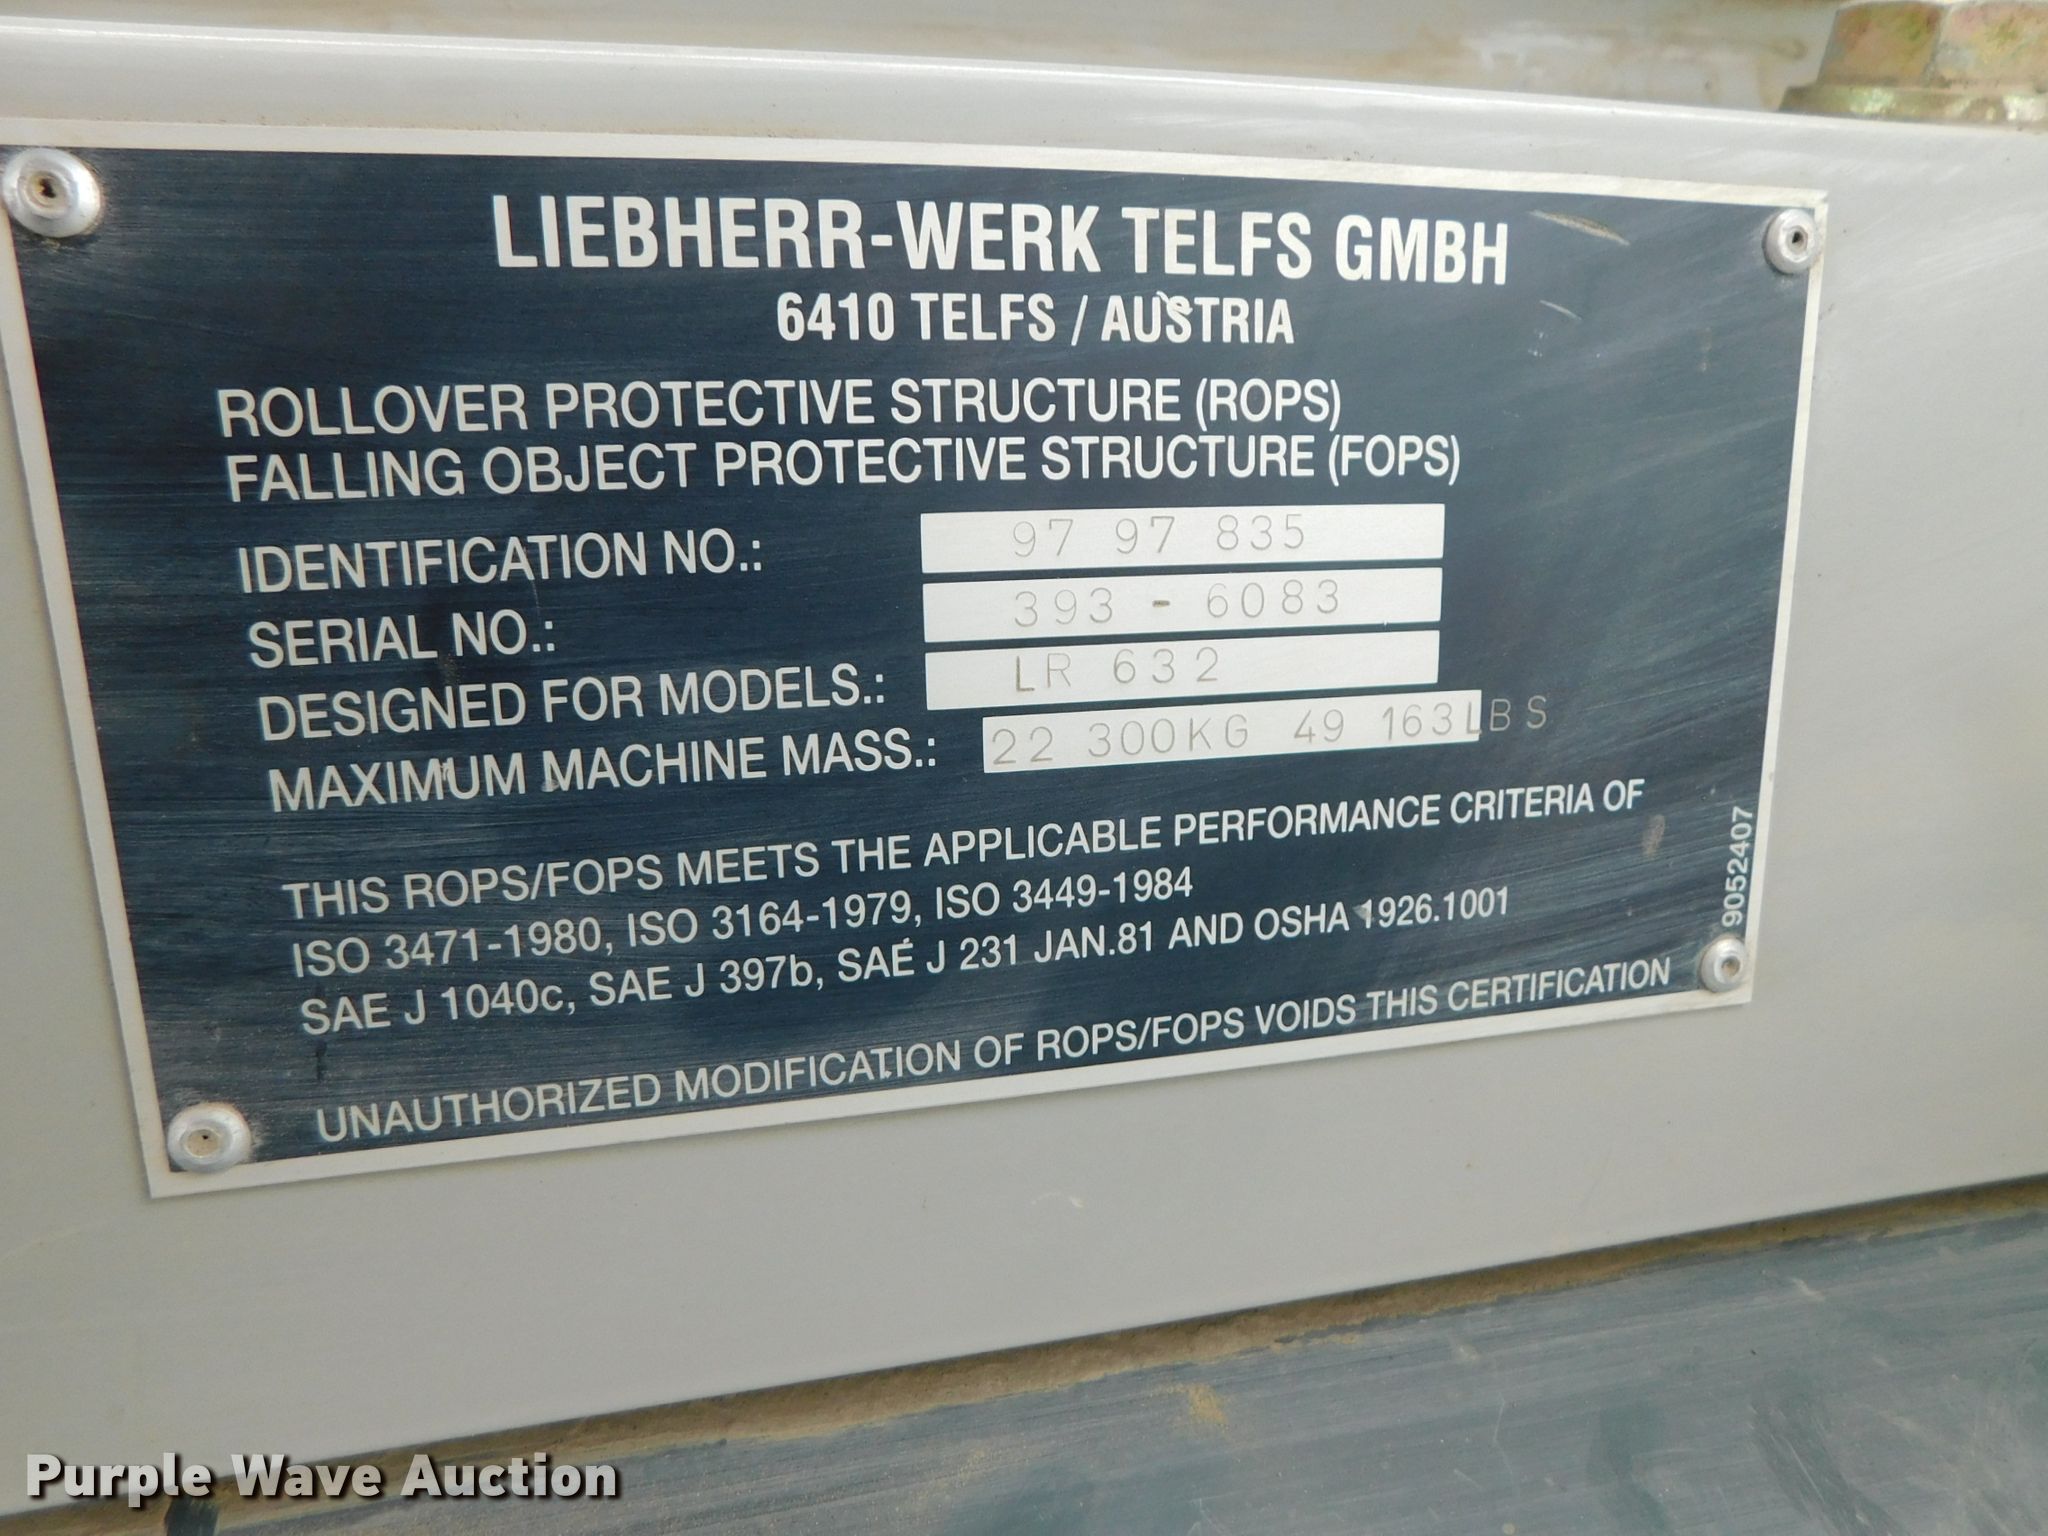 LIEBHERR-WERK TELFS GMBH
6410 TELFS / AUSTRIA
ROLLOVER PROTECTIVE STRUCTURE (ROPS)
FALLING OBJECT PROTECTIVE STRUCTURE (FOPS)
IDENTIFICATION NO.: 97 97 835
SERIAL NO.: 393 - 6083
DESIGNED FOR MODELS.: LR 632
MAXIMUM MACHINE MASS.: 22 300KG 49 163LBS
THIS ROPS/FOPS MEETS THE APPLICABLE PERFORMANCE CRITERIA OF
ISO 3471-1980, ISO 3164-1979, ISO 3449-1984
SAE J 1040c, SAE J 397b, SAE J 231 JAN.81 AND OSHA 1926.1001
UNAUTHORIZED MODIFICATION OF ROPS/FOPS VOIDS THIS CERTIFICATION
9052407
Purple Wave Auction